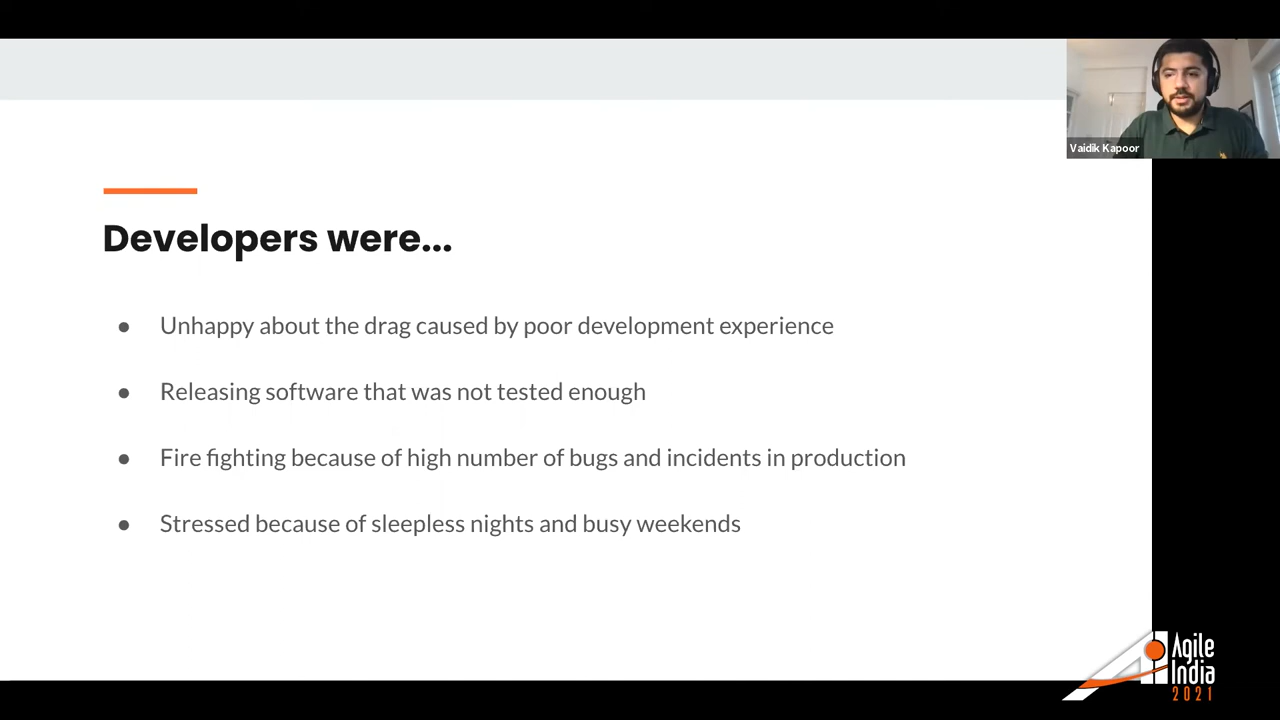 Vaidik Kapoor
Developers were...
● Unhappy about the drag caused by poor development experience
● Releasing software that was not tested enough
● Fire fighting because of high number of bugs and incidents in production
● Stressed because of sleepless nights and busy weekends
Agile
India
2021